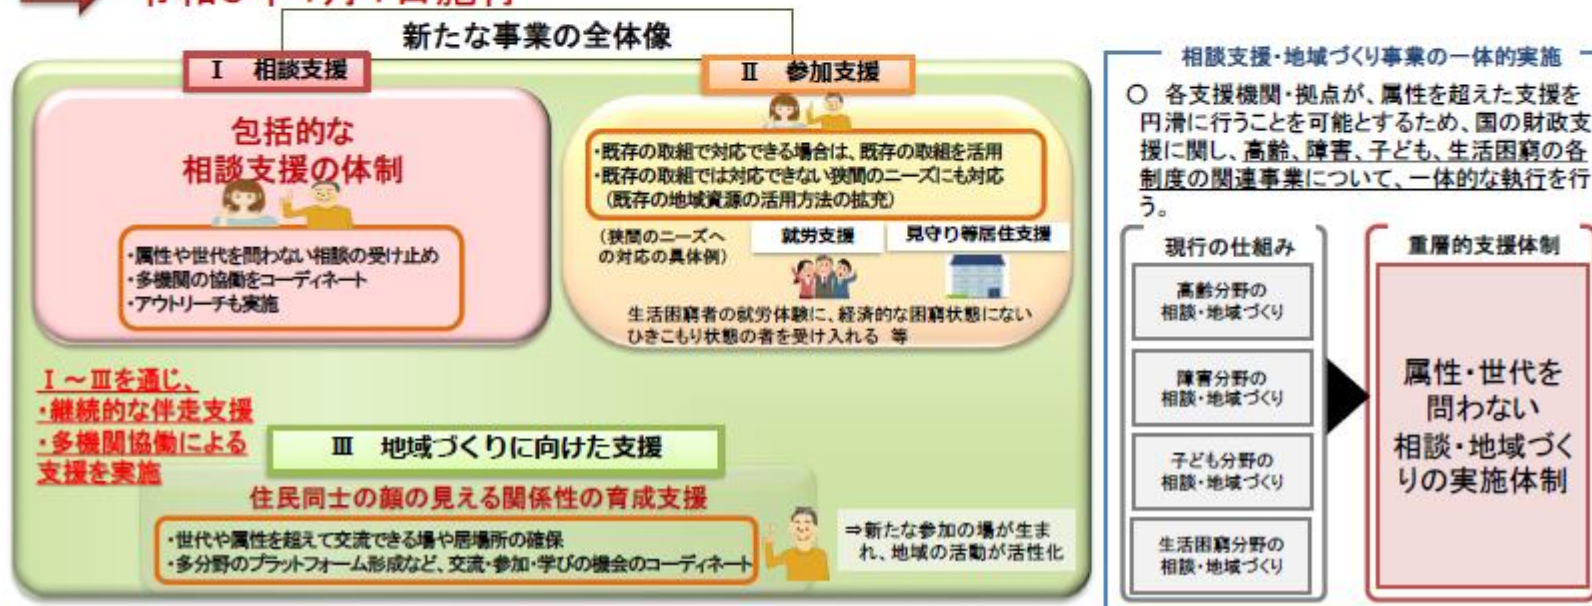 新たな事業の全体像
Ⅰ 相談支援
包括的な
相談支援の体制
・属性や世代を問わない相談の受け止め
・多機関の協働をコーディネート
・アウトリーチも実施
Ⅱ 参加支援
・既存の取組で対応できる場合は、既存の取組を活用
・既存の取組では対応できない狭間のニーズにも対応
（既存の地域資源の活用方法の拡充）
（狭間のニーズへ
の対応の具体例）
就労支援
見守り等居住支援
生活困窮者の就労体験に、経済的な困窮状態にない
ひきこもり状態の者を受け入れる 等
Ⅰ～Ⅲを通じ、
・継続的な伴走支援
・多機関協働による
支援を実施
Ⅲ 地域づくりに向けた支援
住民同士の顔の見える関係性の育成支援
・世代や属性を超えて交流できる場や居場所の確保
・多分野のプラットフォーム形成など、交流・参加・学びの機会のコーディネート
⇒新たな参加の場が生ま
れ、地域の活動が活性化
相談支援・地域づくり事業の一体的実施
○ 各支援機関・拠点が、属性を超えた支援を
円滑に行うことを可能とするため、国の財政支
援に関し、高齢、障害、子ども、生活困窮の各
制度の関連事業について、一体的な執行を行
う。
現行の仕組み
高齢分野の
相談・地域づくり
障害分野の
相談・地域づくり
子ども分野の
相談・地域づくり
生活困窮分野の
相談・地域づくり
重層的支援体制
属性・世代を
問わない
相談・地域づく
りの実施体制